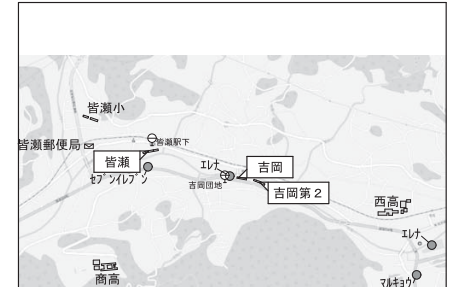 皆瀬小
皆瀬郵便局
皆瀬駅下
皆瀬
セブンイレブン
エレナ
吉岡
吉岡団地
吉岡第2
西高
エレナ
商高
マルキョウ